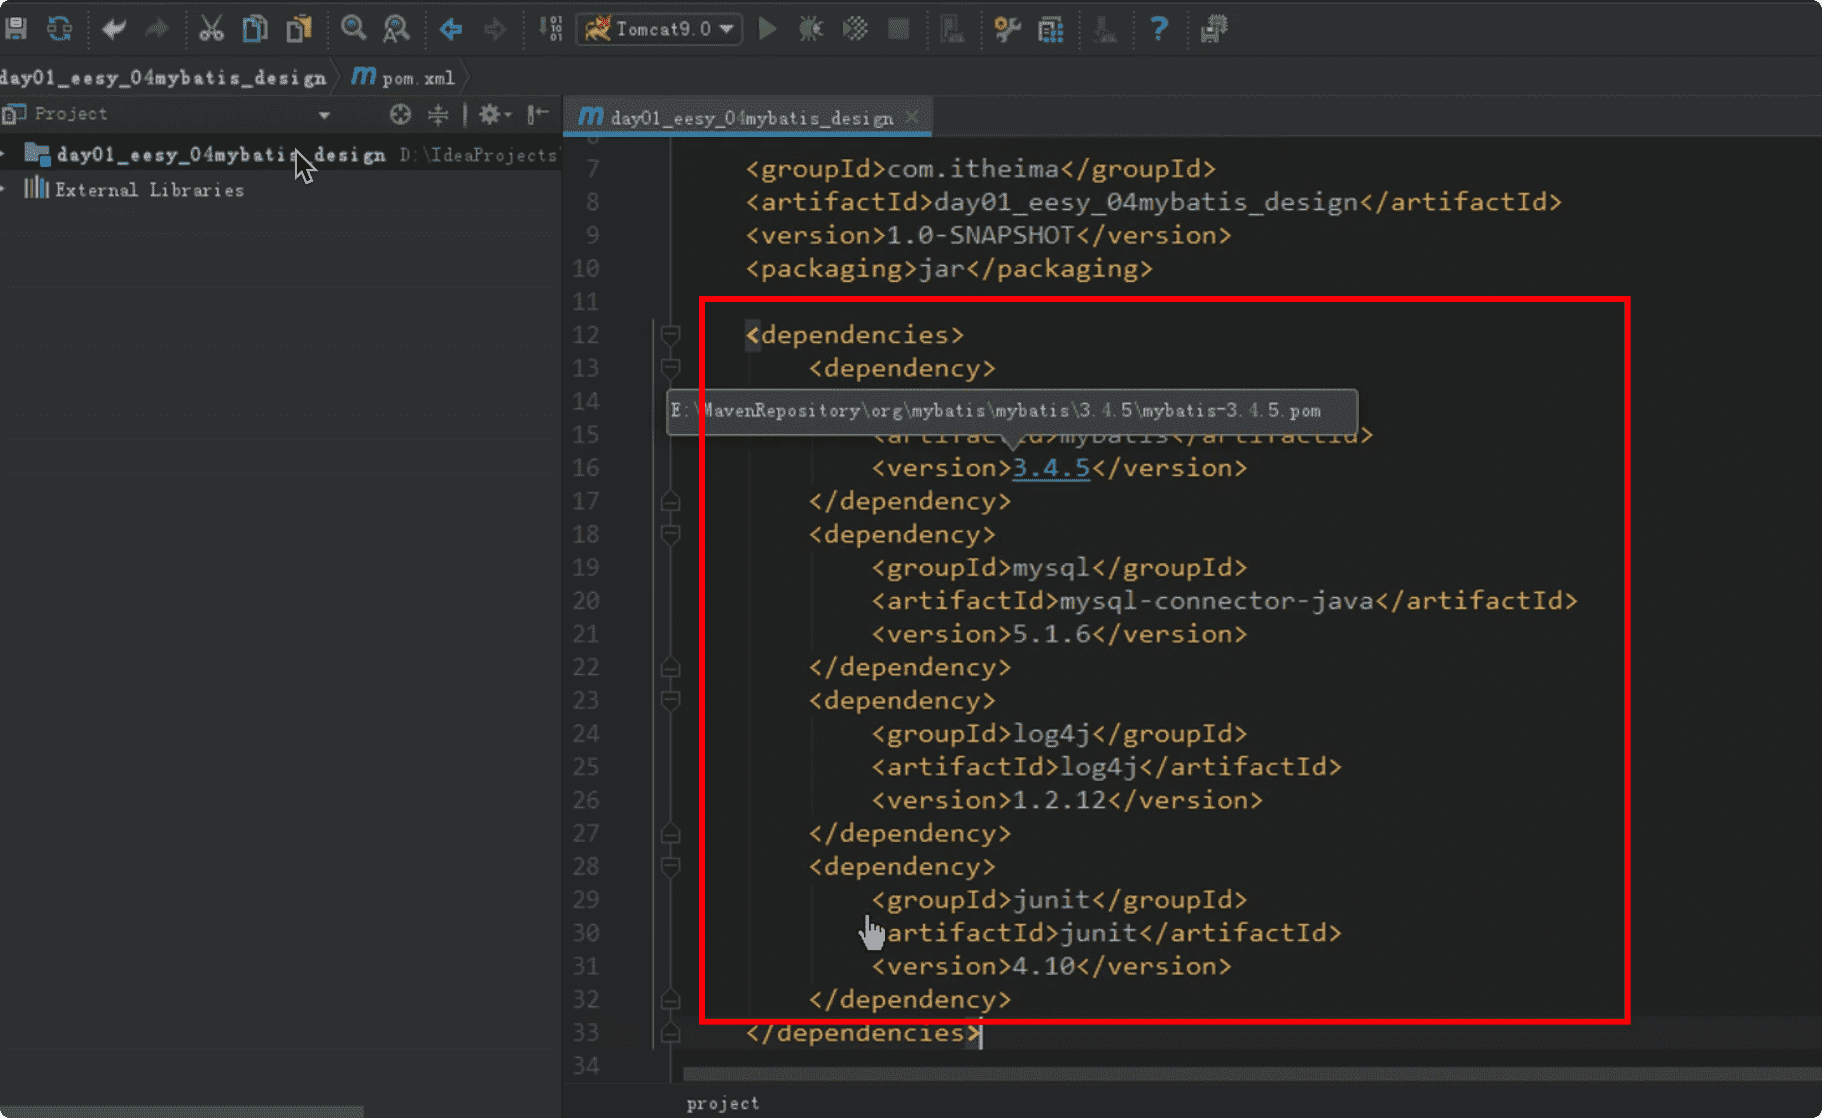 Tomcat9.0
day01_eesy_04mybatis_design
pom.xml
Project
day01_eesy_04mybatis_design
day01_eesy_04mybatis_design D:\IdeaProjects
External Libraries
6
7 <groupId>com.itheima</groupId>
8 <artifactId>day01_eesy_04mybatis_design</artifactId>
9 <version>1.0-SNAPSHOT</version>
10 <packaging>jar</packaging>
11
12 <dependencies>
13 <dependency>
14
E:\MavenRepository\org\mybatis\mybatis\3.4.5\mybatis-3.4.5.pom
15 <artifactId>mybatis</artifactId>
16 <version>3.4.5</version>
17 </dependency>
18 <dependency>
19 <groupId>mysql</groupId>
20 <artifactId>mysql-connector-java</artifactId>
21 <version>5.1.6</version>
22 </dependency>
23 <dependency>
24 <groupId>log4j</groupId>
25 <artifactId>log4j</artifactId>
26 <version>1.2.12</version>
27 </dependency>
28 <dependency>
29 <groupId>junit</groupId>
30 artifactId>junit</artifactId>
31 <version>4.10</version>
32 </dependency>
33 </dependencies>
34
project